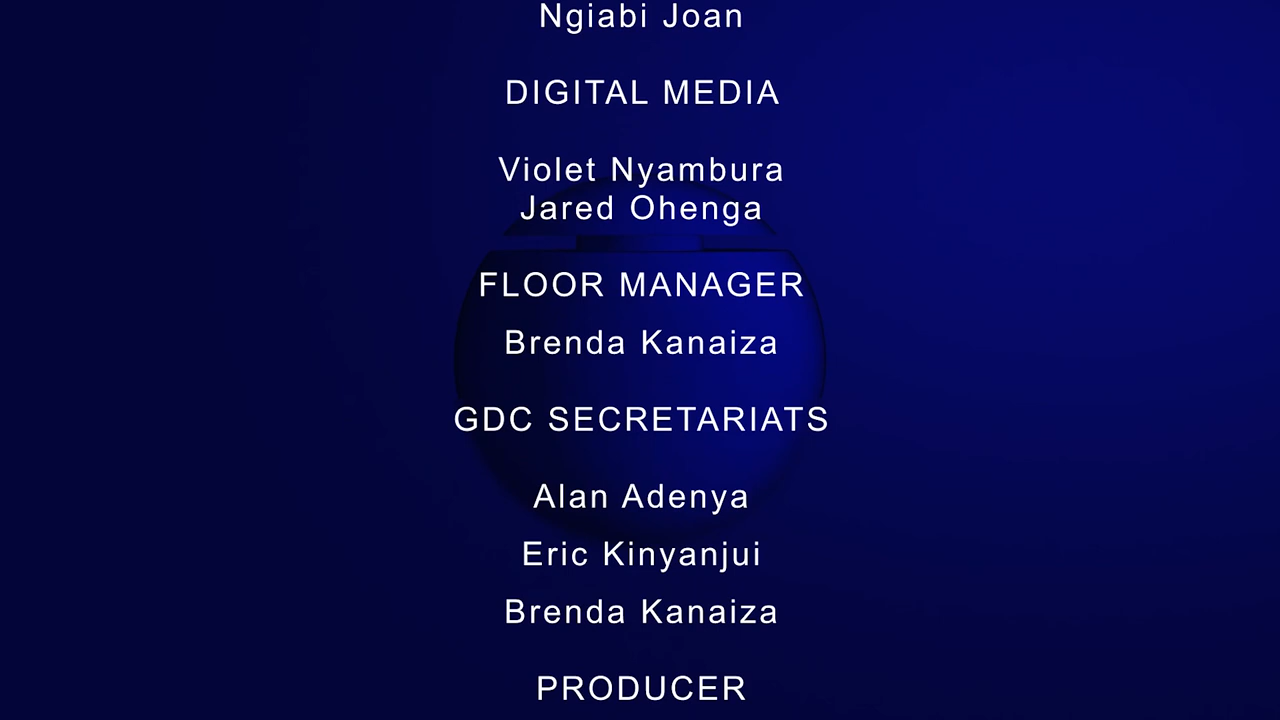 Ngiabi Joan
DIGITAL MEDIA
Violet Nyambura
Jared Ohenga
FLOOR MANAGER
Brenda Kanaiza
GDC SECRETARIATS
Alan Adenya
Eric Kinyanjui
Brenda Kanaiza
PRODUCER